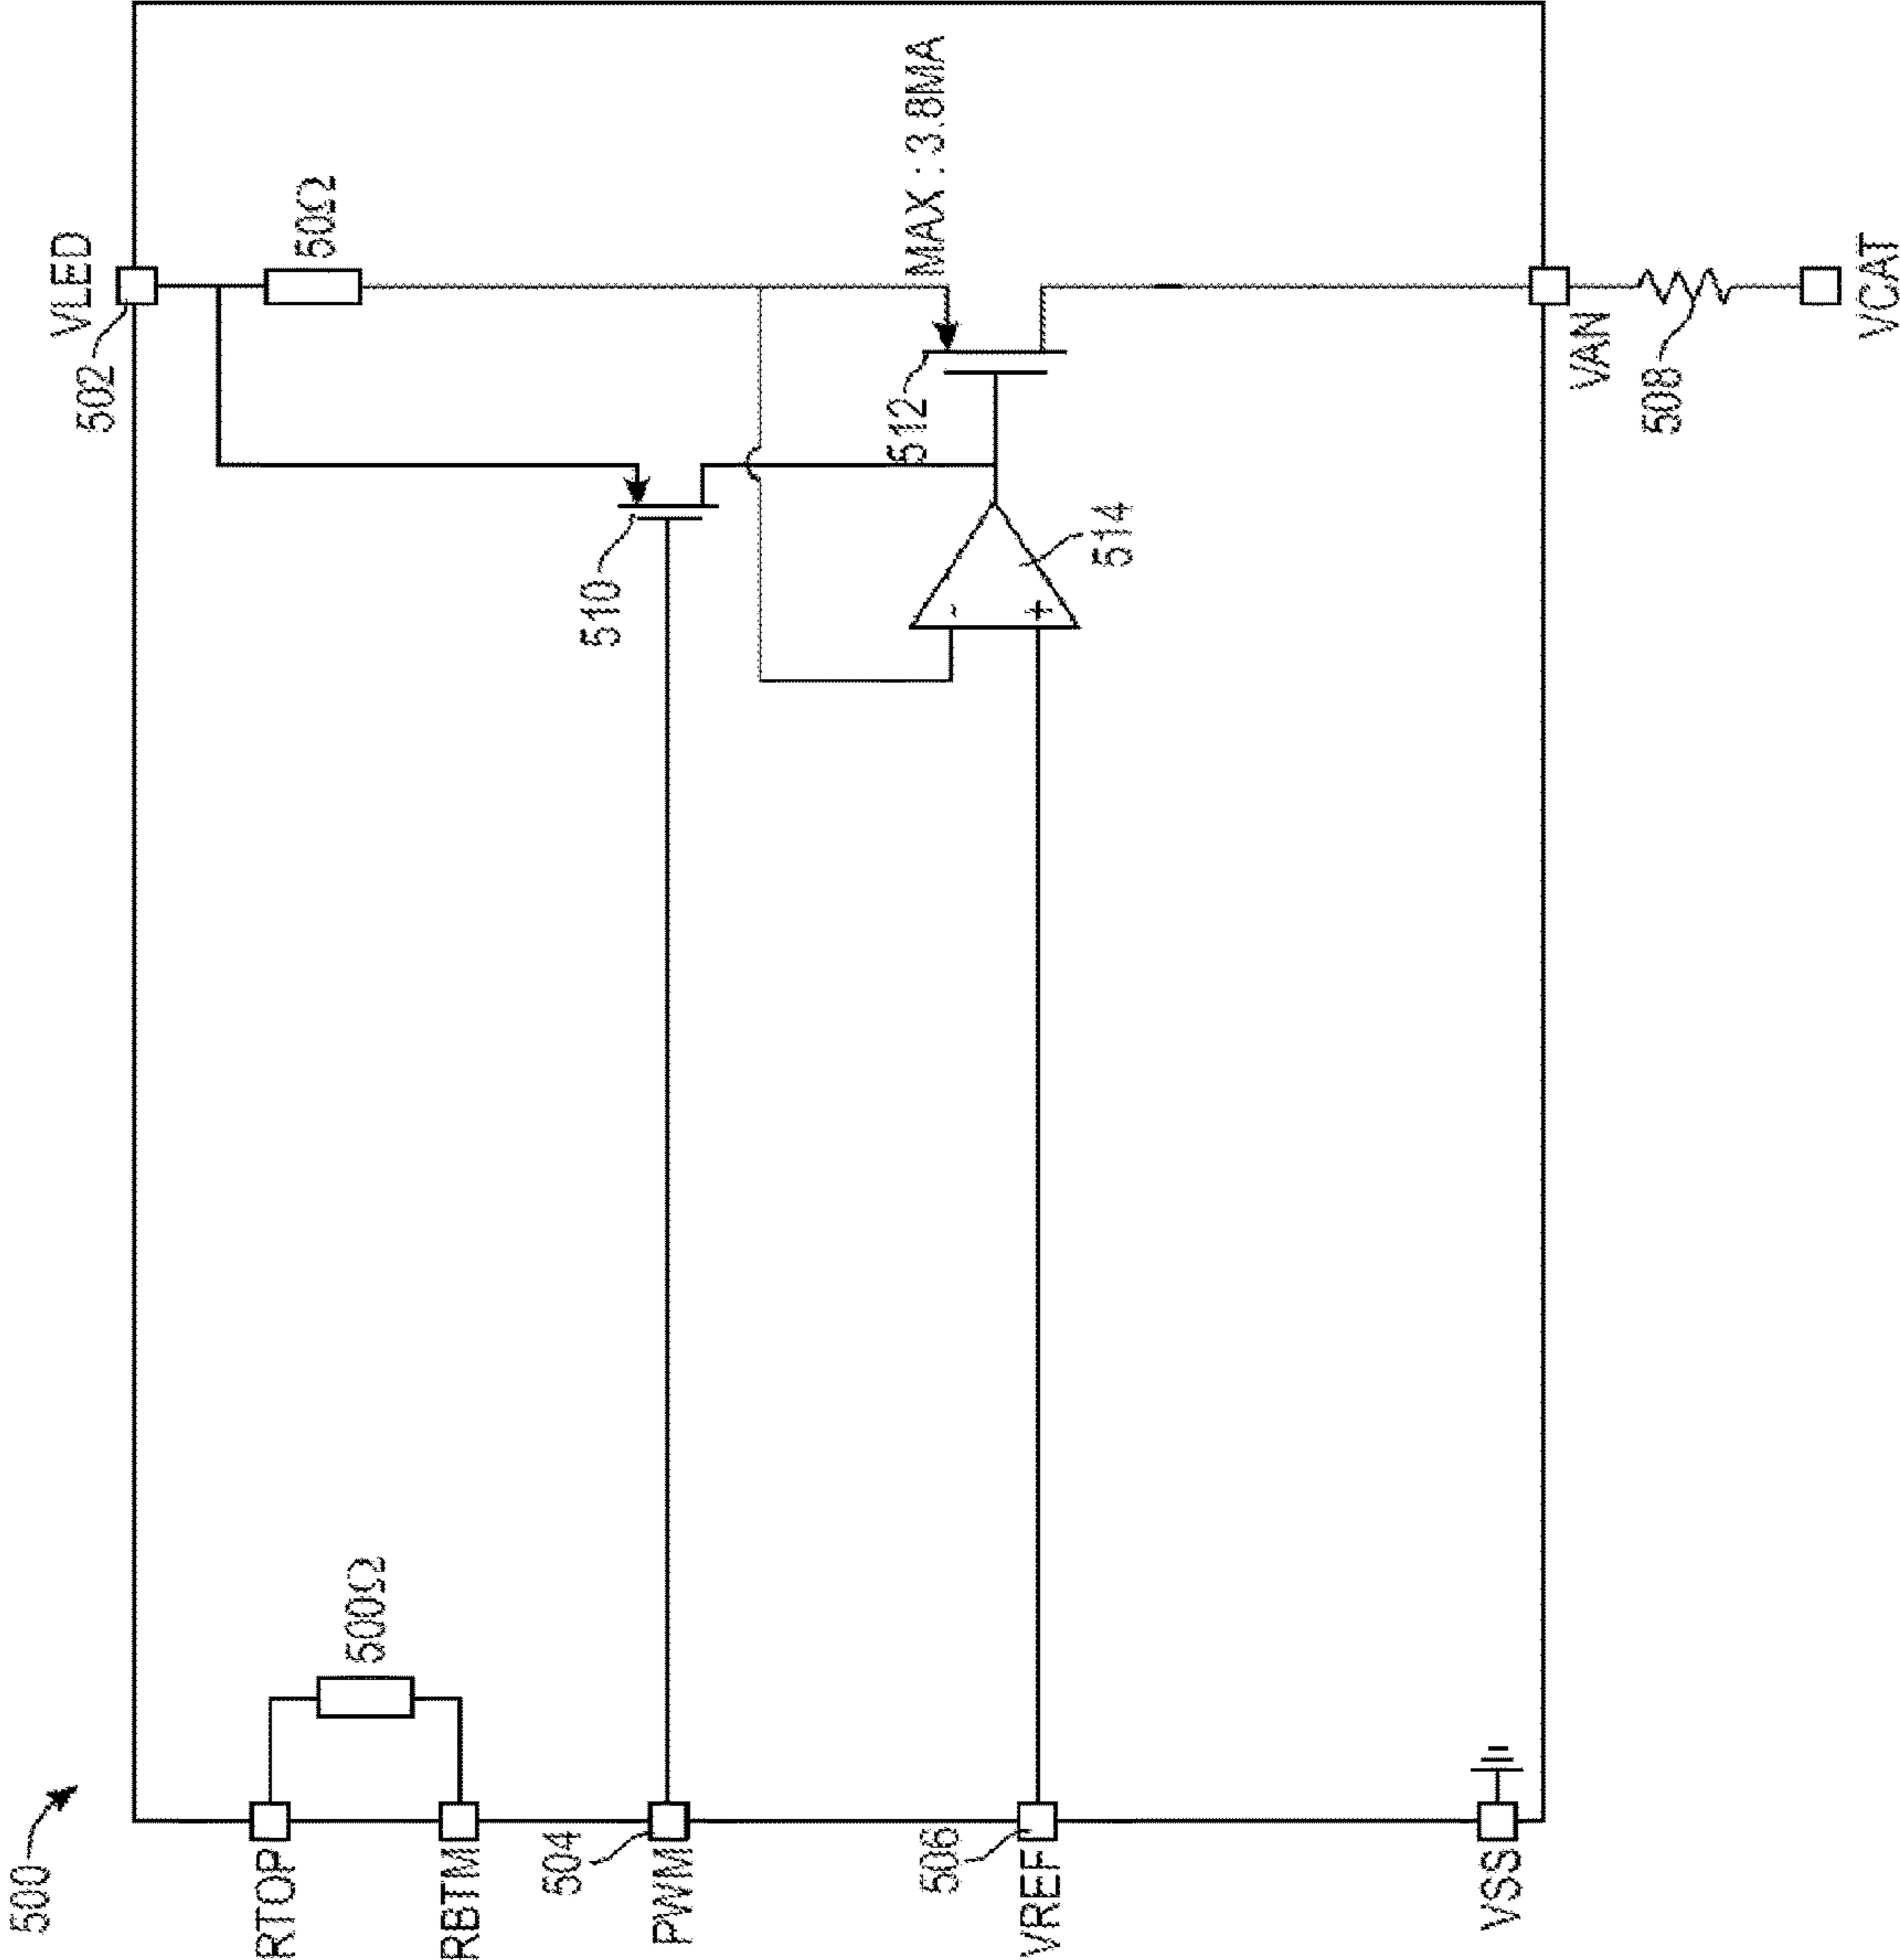 500
VLED
502
50Ω
RTOP
500Ω
RBTM
510
504
PWM
MAX : 3.8MA
512
-
+
514
506
VREF
VSS
VAN
508
VCAT